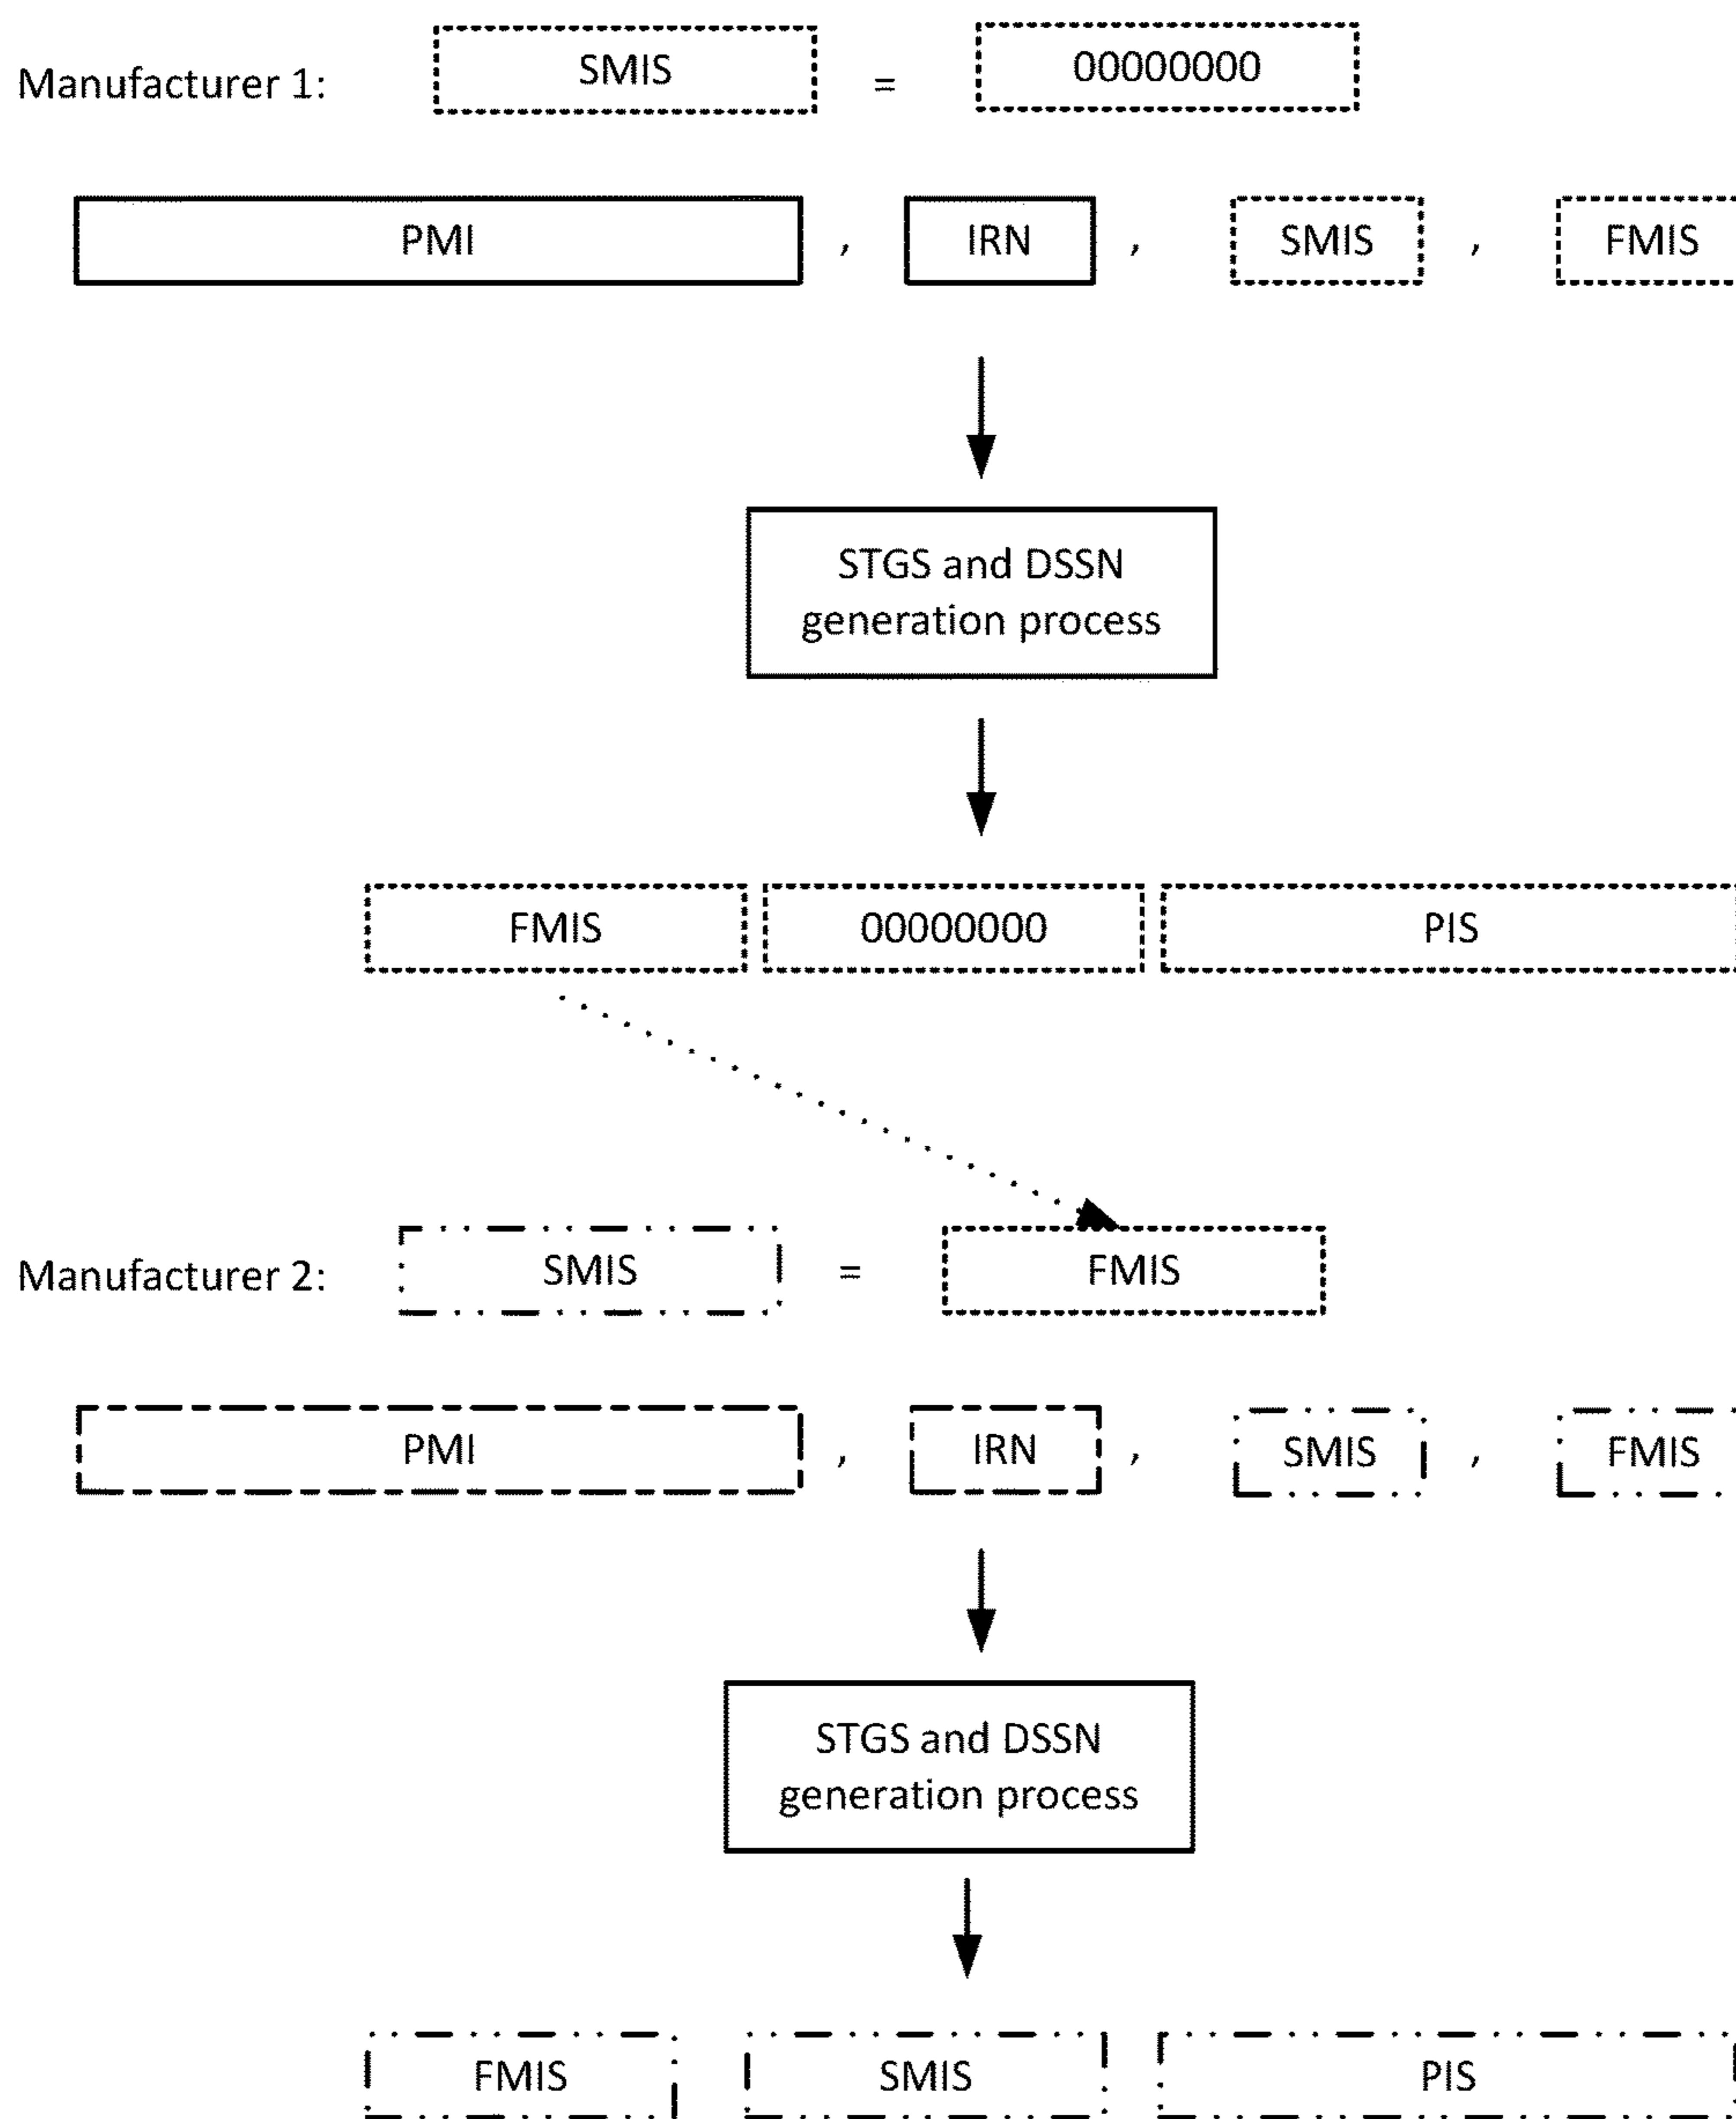 Manufacturer 1: SMIS = 00000000
PMI , IRN , SMIS , FMIS
STGS and DSSN
generation process
FMIS 00000000 PIS
Manufacturer 2: SMIS = FMIS
PMI , IRN , SMIS , FMIS
STGS and DSSN
generation process
FMIS SMIS PIS